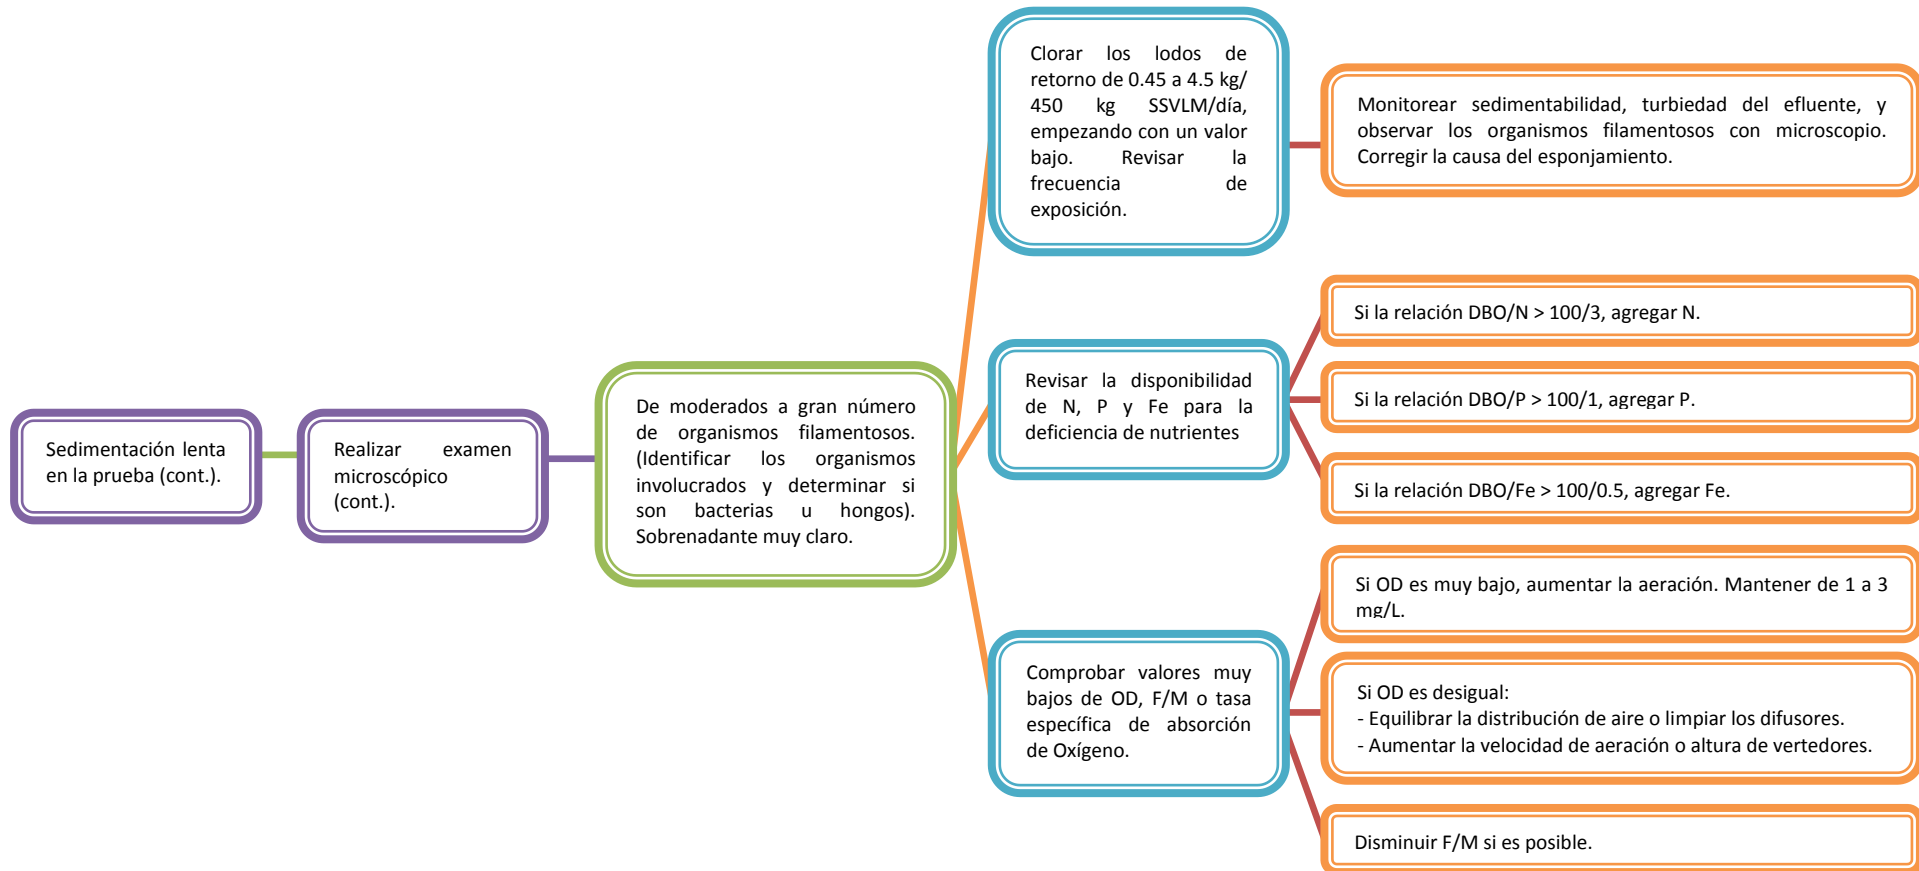 Sedimentación lenta
en la prueba (cont.).
Realizar examen
microscópico
(cont.).
De moderados a gran número
de organismos filamentosos.
(Identificar los organismos
involucrados y determinar si
son bacterias u hongos).
Sobrenadante muy claro.
Clorar los lodos de
retorno de 0.45 a 4.5 kg/
450 kg SSVLM/día,
empezando con un valor
bajo. Revisar la
frecuencia de
exposición.
Monitorear sedimentabilidad, turbiedad del efluente, y
observar los organismos filamentosos con microscopio.
Corregir la causa del esponjamiento.
Revisar la disponibilidad
de N, P y Fe para la
deficiencia de nutrientes
Si la relación DBO/N > 100/3, agregar N.
Si la relación DBO/P > 100/1, agregar P.
Si la relación DBO/Fe > 100/0.5, agregar Fe.
Comprobar valores muy
bajos de OD, F/M o tasa
específica de absorción
de Oxígeno.
Si OD es muy bajo, aumentar la aeración. Mantener de 1 a 3
mg/L.
Si OD es desigual:
- Equilibrar la distribución de aire o limpiar los difusores.
- Aumentar la velocidad de aeración o altura de vertedores.
Disminuir F/M si es posible.